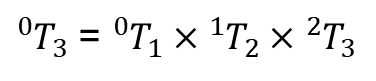 ⁰T₃ = ⁰T₁ × ¹T₂ × ²T₃